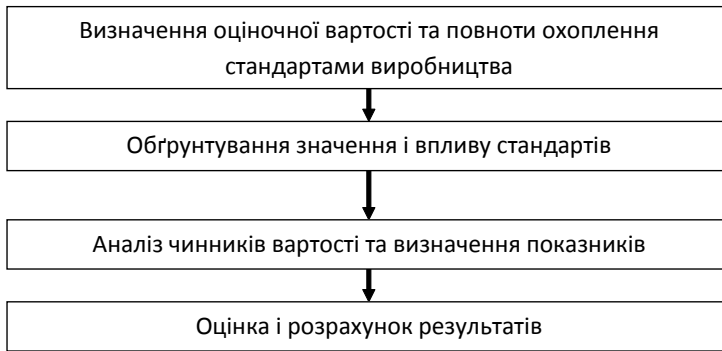 Визначення оціночної вартості та повноти охоплення
стандартами виробництва
Обґрунтування значення і впливу стандартів
Аналіз чинників вартості та визначення показників
Оцінка і розрахунок результатів